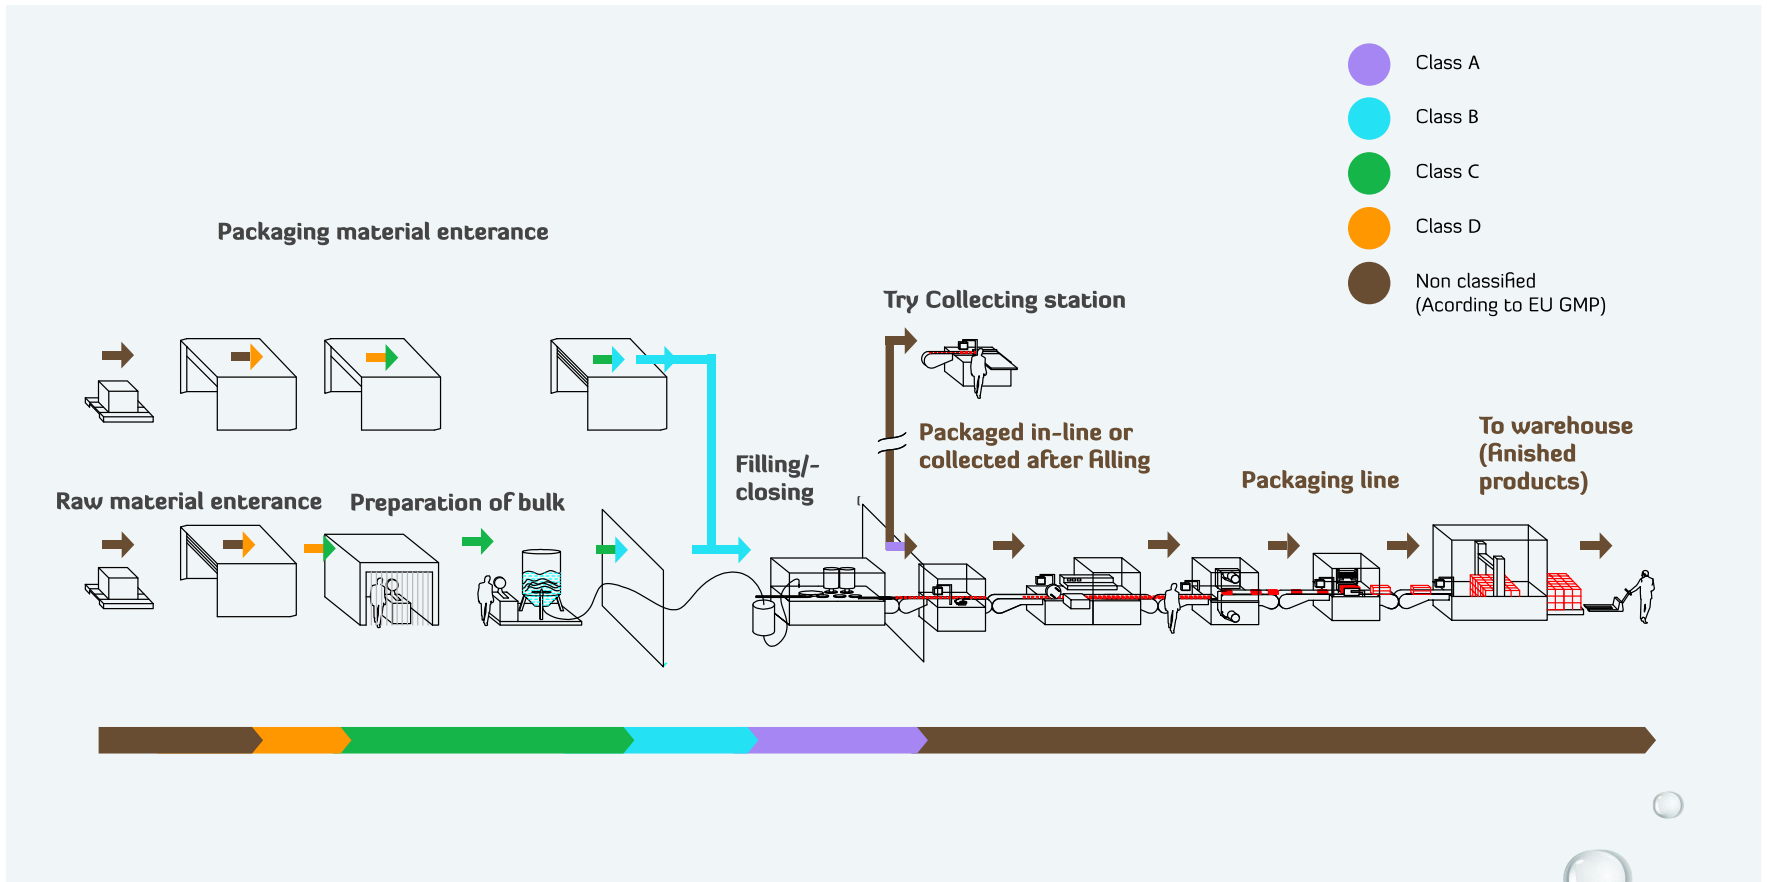 Class A
Class B
Class C
Class D
Non classified
(Acording to EU GMP)
Packaging material enterance
Try Collecting station
Packaged in-line or
collected after filling
To warehouse
(finished
products)
Filling/-
closing
Packaging line
Raw material enterance
Preparation of bulk